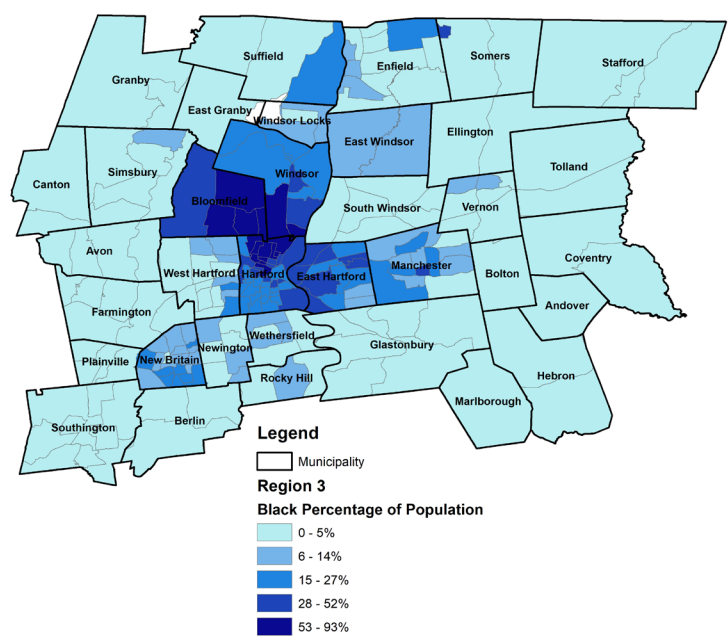 Suffield
Enfield
Somers
Stafford
Granby
East Granby
Windsor Locks
East Windsor
Ellington
Tolland
Simsbury
Canton
Windsor
Bloomfield
South Windsor
Vernon
Avon
West Hartford
Hartford
East Hartford
Manchester
Bolton
Coventry
Andover
Farmington
Wethersfield
Newington
Glastonbury
Plainville
New Britain
Rocky Hill
Hebron
Marlborough
Southington
Berlin
Legend
Municipality
Region 3
Black Percentage of Population
0 - 5%
6 - 14%
15 - 27%
28 - 52%
53 - 93%